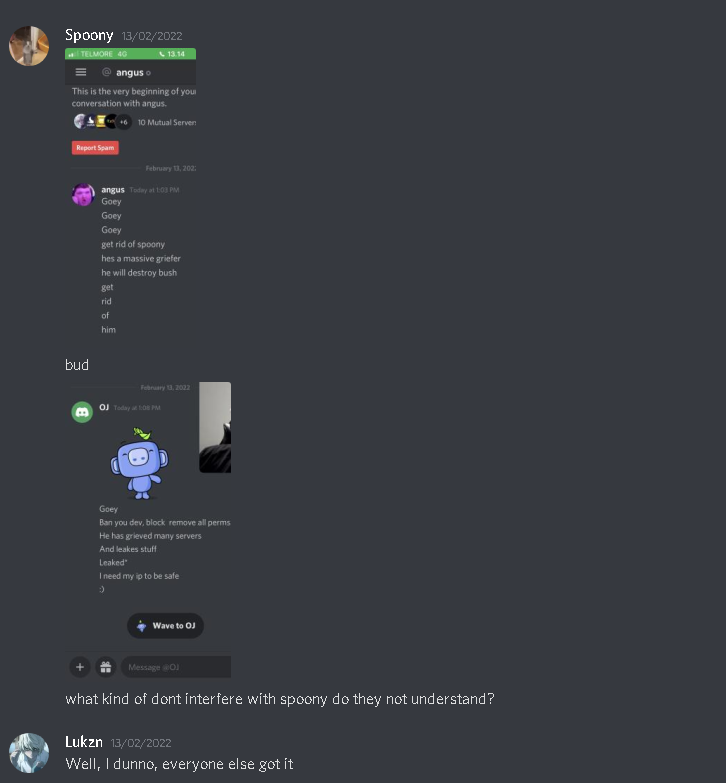 Spoony 13/02/2022
TELMORE 4G 13.14
@ angus
This is the very beginning of your
conversation with angus.
+6 10 Mutual Servers
Report Spam
February 13, 202
angus Today at 1:03 PM
Goey
Goey
Goey
get rid of spoony
hes a massive griefer
he will destroy bush
get
rid
of
him
bud
February 13, 2022
OJ Today at 1:08 PM
Goey
Ban you dev, block remove all perms
He has grieved many servers
And leakes stuff
Leaked*
I need my ip to be safe
:)
Wave to OJ
Message @OJ
what kind of dont interfere with spoony do they not understand?
Lukzn 13/02/2022
Well, I dunno, everyone else got it